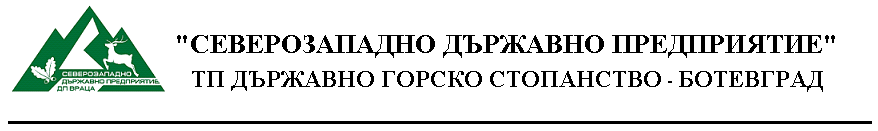 "СЕВЕРОЗАПАДНО ДЪРЖАВНО ПРЕДПРИЯТИЕ"
ТП ДЪРЖАВНО ГОРСКО СТОПАНСТВО - БОТЕВГРАД
СЕВЕРОЗАПАДНО
ДЪРЖАВНО ПРЕДПРИЯТИЕ
ДП ВРАЦА